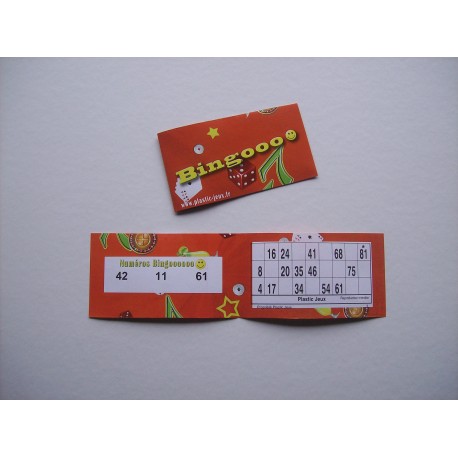 Bingooo
www.plastic-jeux.fr
Numéros Bingoooooo
42 11 61
16 24 41 68 81
8 20 35 46 75
4 17 34 54 61
Plastic Jeux